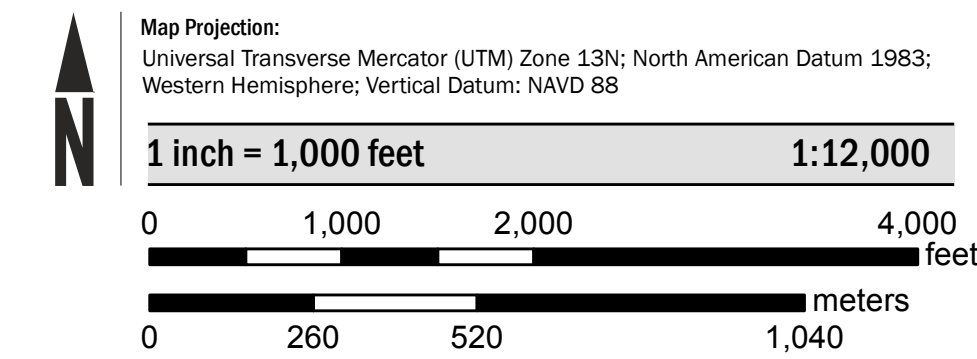 Map Projection:
Universal Transverse Mercator (UTM) Zone 13N; North American Datum 1983;
Western Hemisphere; Vertical Datum: NAVD 88
N
1 inch = 1,000 feet 1:12,000
0 1,000 2,000 4,000
feet
meters
0 260 520 1,040